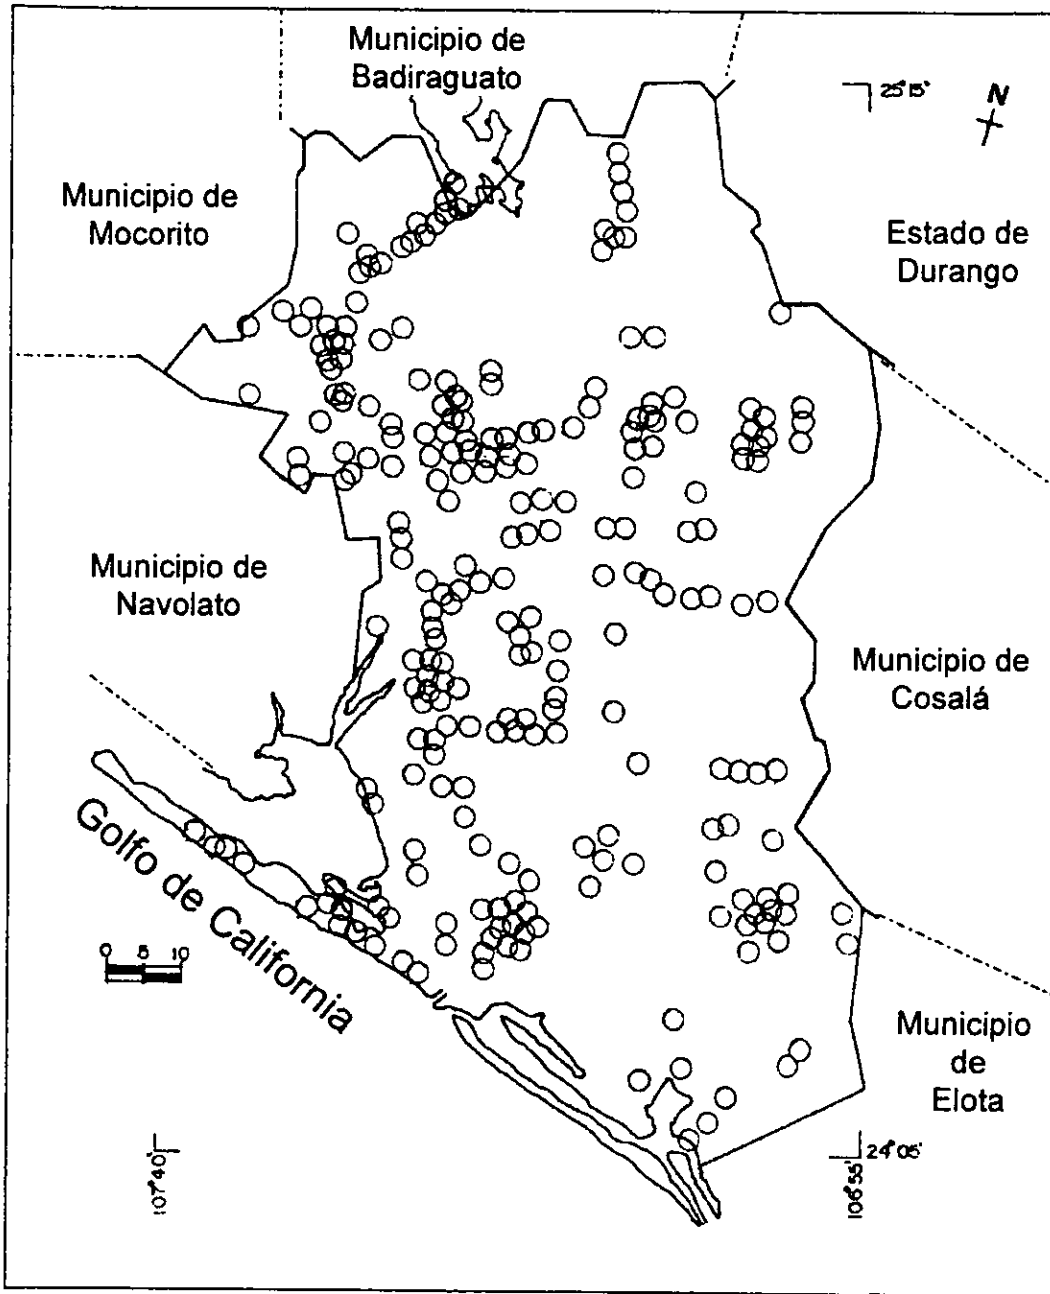 Municipio de
Badiraguato
25°15'
N
Municipio de
Mocorito
Estado de
Durango
Municipio de
Navolato
Municipio de
Cosalá
Golfo de California
0 5 10
Municipio
de
Elota
24°05'
107°40'
106°55'